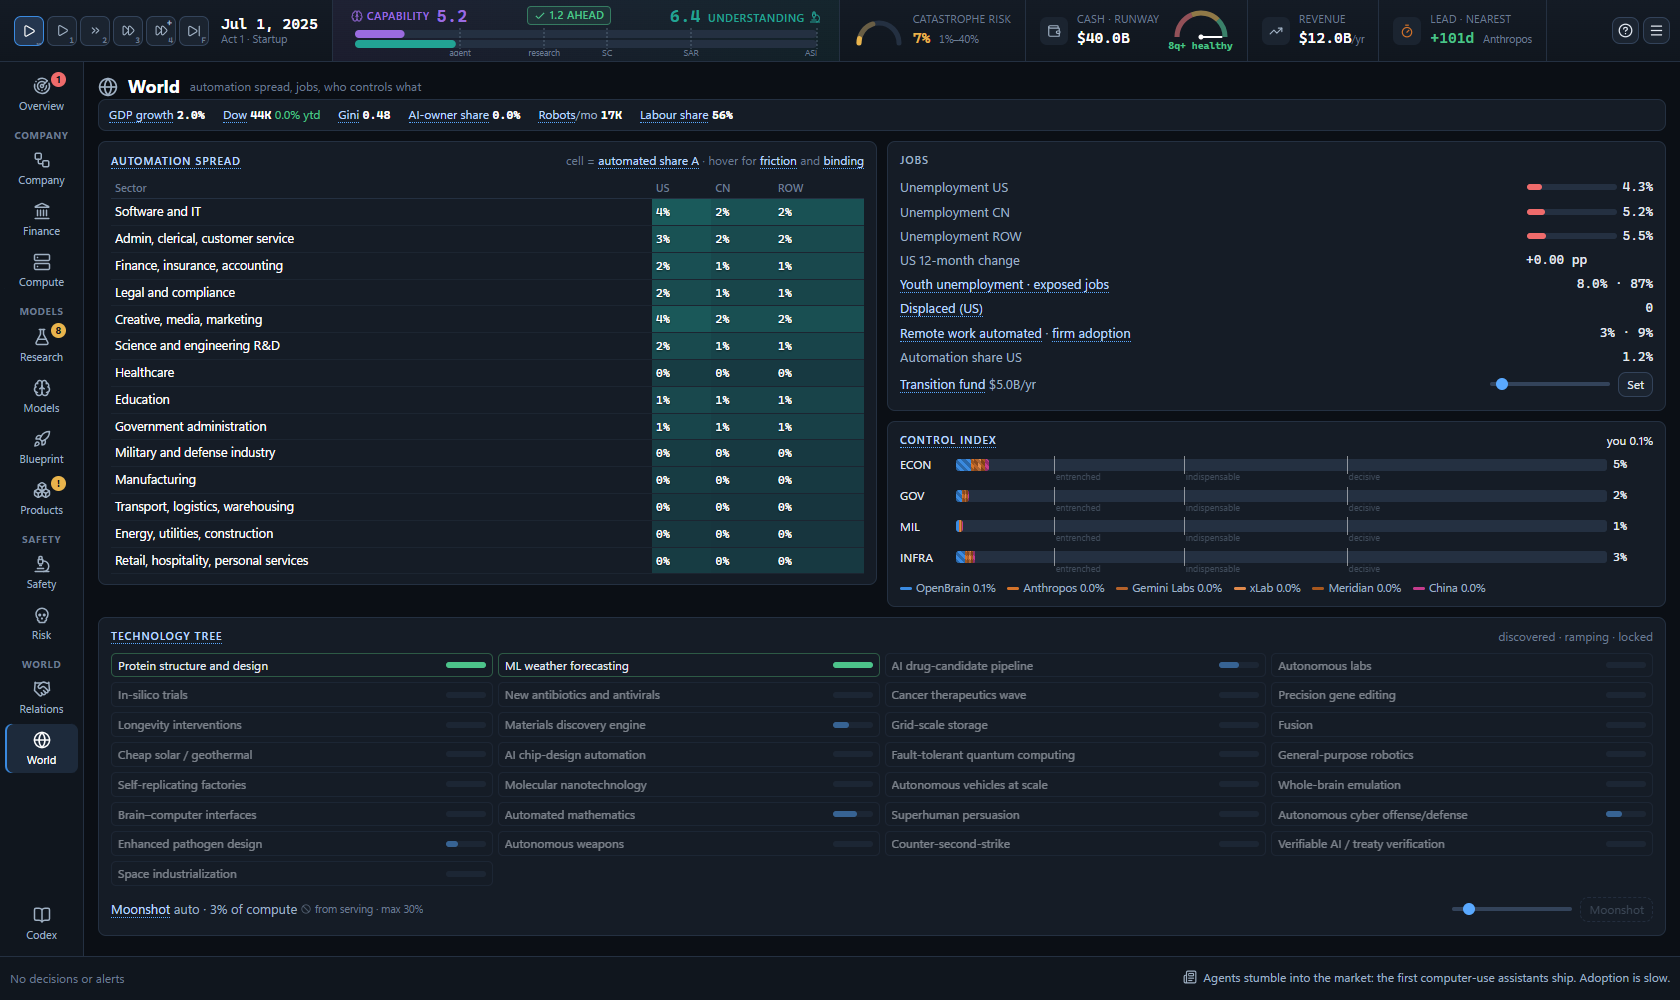 1
2
3
4
F
Jul 1, 2025
Act 1 · Startup
CAPABILITY 5.2
1.2 AHEAD
6.4 UNDERSTANDING
agent
research
SC
SAR
ASI
CATASTROPHE RISK
7% 1%–40%
CASH · RUNWAY
$40.0B
8q+ healthy
REVENUE
$12.0B/yr
LEAD · NEAREST
+101d Anthropos
1
Overview
COMPANY
Company
Finance
Compute
MODELS
8
Research
Models
Blueprint
!
Products
SAFETY
Safety
Risk
WORLD
Relations
World
Codex
World automation spread, jobs, who controls what
GDP growth 2.0% Dow 44K 0.0% ytd Gini 0.48 AI-owner share 0.0% Robots/mo 17K Labour share 56%
AUTOMATION SPREAD cell = automated share A · hover for friction and binding
Sector US CN ROW
Software and IT 4% 2% 2%
Admin, clerical, customer service 3% 2% 2%
Finance, insurance, accounting 2% 1% 1%
Legal and compliance 2% 1% 1%
Creative, media, marketing 4% 2% 2%
Science and engineering R&D 2% 1% 1%
Healthcare 0% 0% 0%
Education 1% 1% 1%
Government administration 1% 1% 1%
Military and defense industry 0% 0% 0%
Manufacturing 0% 0% 0%
Transport, logistics, warehousing 0% 0% 0%
Energy, utilities, construction 0% 0% 0%
Retail, hospitality, personal services 0% 0% 0%
JOBS
Unemployment US 4.3%
Unemployment CN 5.2%
Unemployment ROW 5.5%
US 12-month change +0.00 pp
Youth unemployment · exposed jobs 8.0% · 87%
Displaced (US) 0
Remote work automated · firm adoption 3% · 9%
Automation share US 1.2%
Transition fund $5.0B/yr Set
CONTROL INDEX you 0.1%
ECON 5%
entrenched indispensable decisive
GOV 2%
entrenched indispensable decisive
MIL 1%
entrenched indispensable decisive
INFRA 3%
entrenched indispensable decisive
OpenBrain 0.1% Anthropos 0.0% Gemini Labs 0.0% xLab 0.0% Meridian 0.0% China 0.0%
TECHNOLOGY TREE discovered · ramping · locked
Protein structure and design ML weather forecasting AI drug-candidate pipeline Autonomous labs
In-silico trials New antibiotics and antivirals Cancer therapeutics wave Precision gene editing
Longevity interventions Materials discovery engine Grid-scale storage Fusion
Cheap solar / geothermal AI chip-design automation Fault-tolerant quantum computing General-purpose robotics
Self-replicating factories Molecular nanotechnology Autonomous vehicles at scale Whole-brain emulation
Brain–computer interfaces Automated mathematics Superhuman persuasion Autonomous cyber offense/defense
Enhanced pathogen design Autonomous weapons Counter-second-strike Verifiable AI / treaty verification
Space industrialization
Moonshot auto · 3% of compute from serving · max 30% Moonshot
No decisions or alerts
Agents stumble into the market: the first computer-use assistants ship. Adoption is slow.